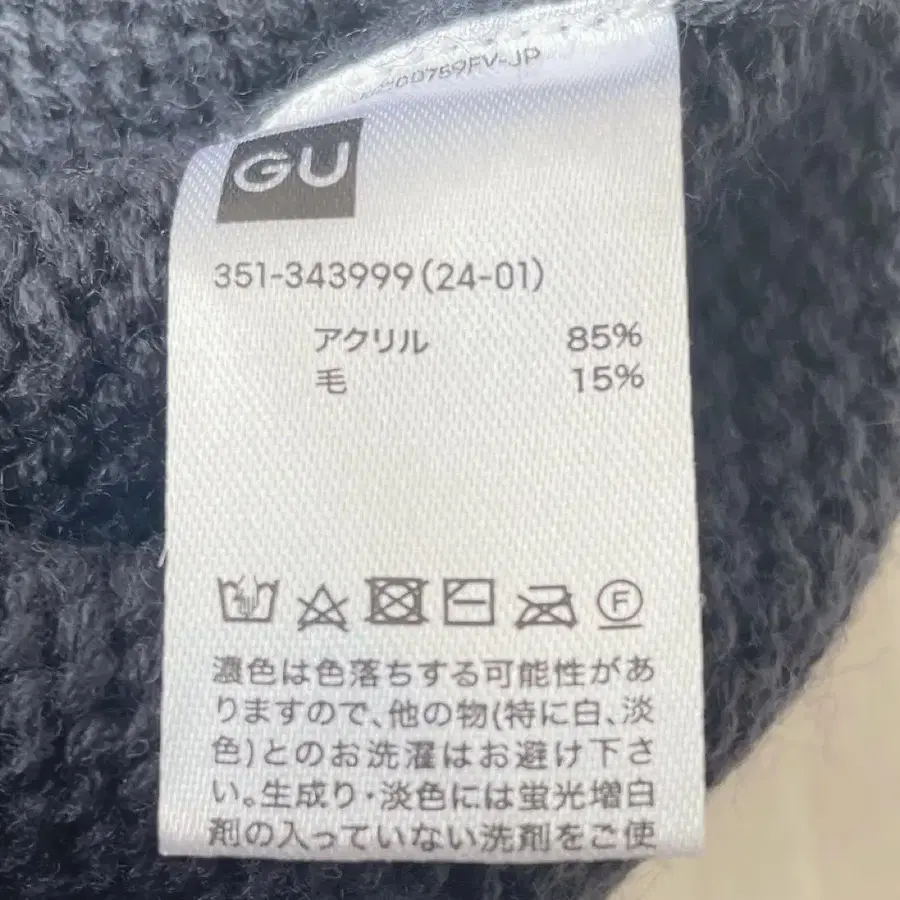 GU
351-343999(24-01)
アクリル 85%
毛 15%
F
濃色は色落ちする可能性があ
りますので、他の物(特に白、淡
色)とのお洗濯はお避け下さ
い。生成り・淡色には蛍光増白
剤の入っていない洗剤をご使